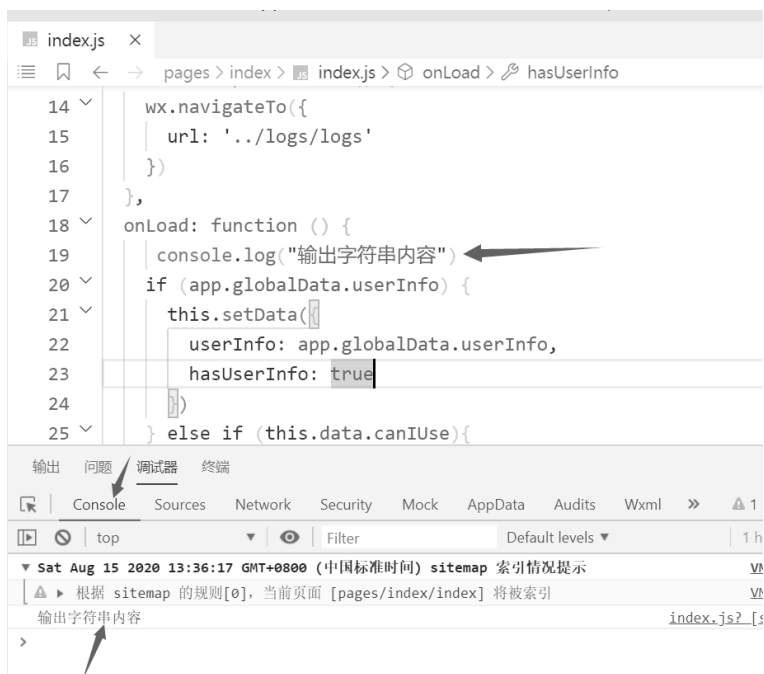 JS index.js ×
pages > index > JS index.js > onLoad > hasUserInfo
14 wx.navigateTo({
15 url: '../logs/logs'
16 })
17 },
18 onLoad: function () {
19 console.log("输出字符串内容")
20 if (app.globalData.userInfo) {
21 this.setData({
22 userInfo: app.globalData.userInfo,
23 hasUserInfo: true
24 })
25 } else if (this.data.canIUse){
输出 问题 调试器 终端
Console Sources Network Security Mock AppData Audits Wxml » 1
top Filter Default levels ▼ 1 h
▼ Sat Aug 15 2020 13:36:17 GMT+0800 (中国标准时间) sitemap 索引情况提示 VM
▶ 根据 sitemap 的规则[0]，当前页面 [pages/index/index] 将被索引 VM
输出字符串内容 index.js? [s
>